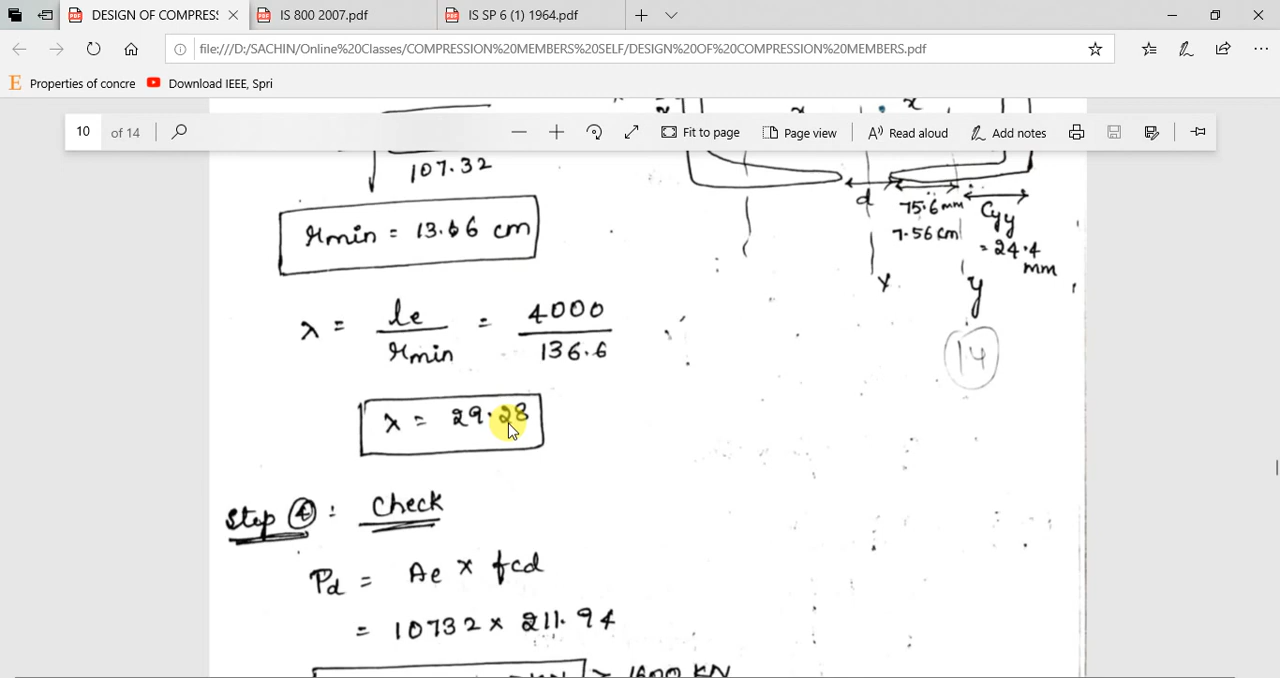 DESIGN OF COMPRESS
IS 800 2007.pdf
IS SP 6 (1) 1964.pdf
file:///D:/SACHIN/Online%20Classes/COMPRESSION%20MEMBERS%20SELF/DESIGN%20OF%20COMPRESSION%20MEMBERS.pdf
E Properties of concre
Download IEEE, Spri
10 of 14
Fit to page
Page view
Read aloud
Add notes
x
107.32
d
75.6 mm
7.56 cm
Cyy
= 24.4
mm
rmin = 13.66 cm
y
λ = le / rmin = 4000 / 136.6
14
λ = 29.28
Step 4 : Check
Pd = Ae × fcd
= 10732 × 211.94
> 1600 KN